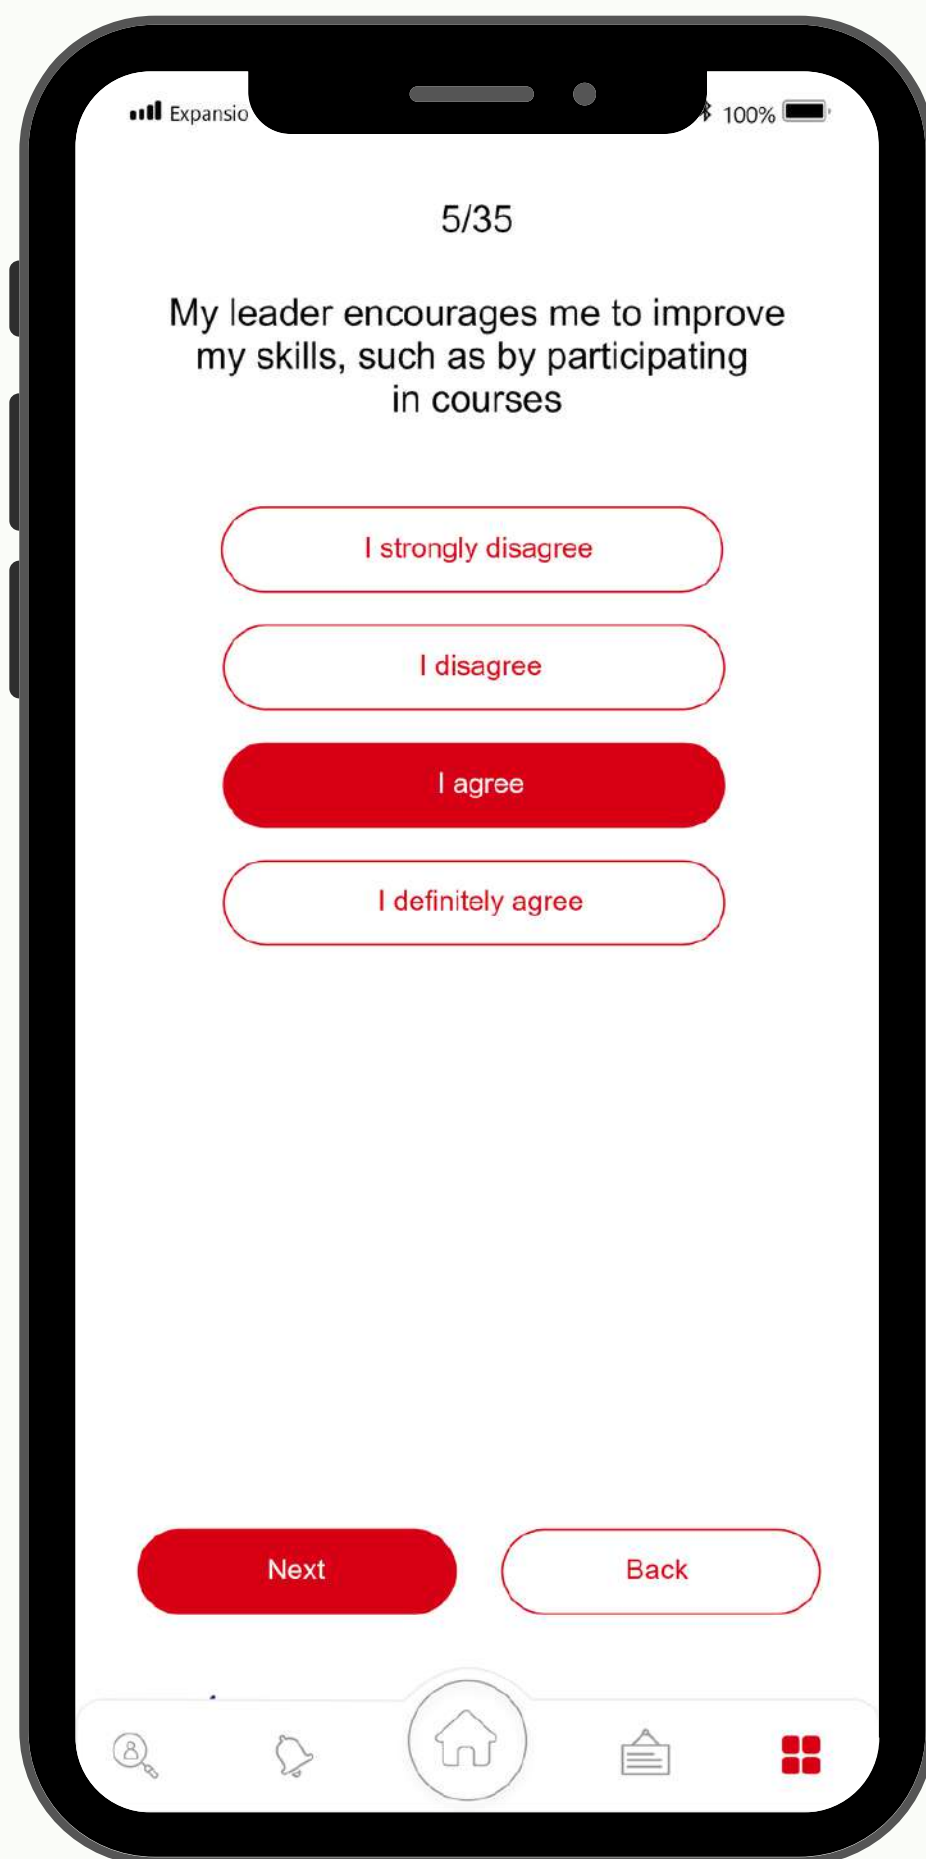 Expansio
100%
5/35
My leader encourages me to improve
my skills, such as by participating
in courses
I strongly disagree
I disagree
I agree
I definitely agree
Next
Back